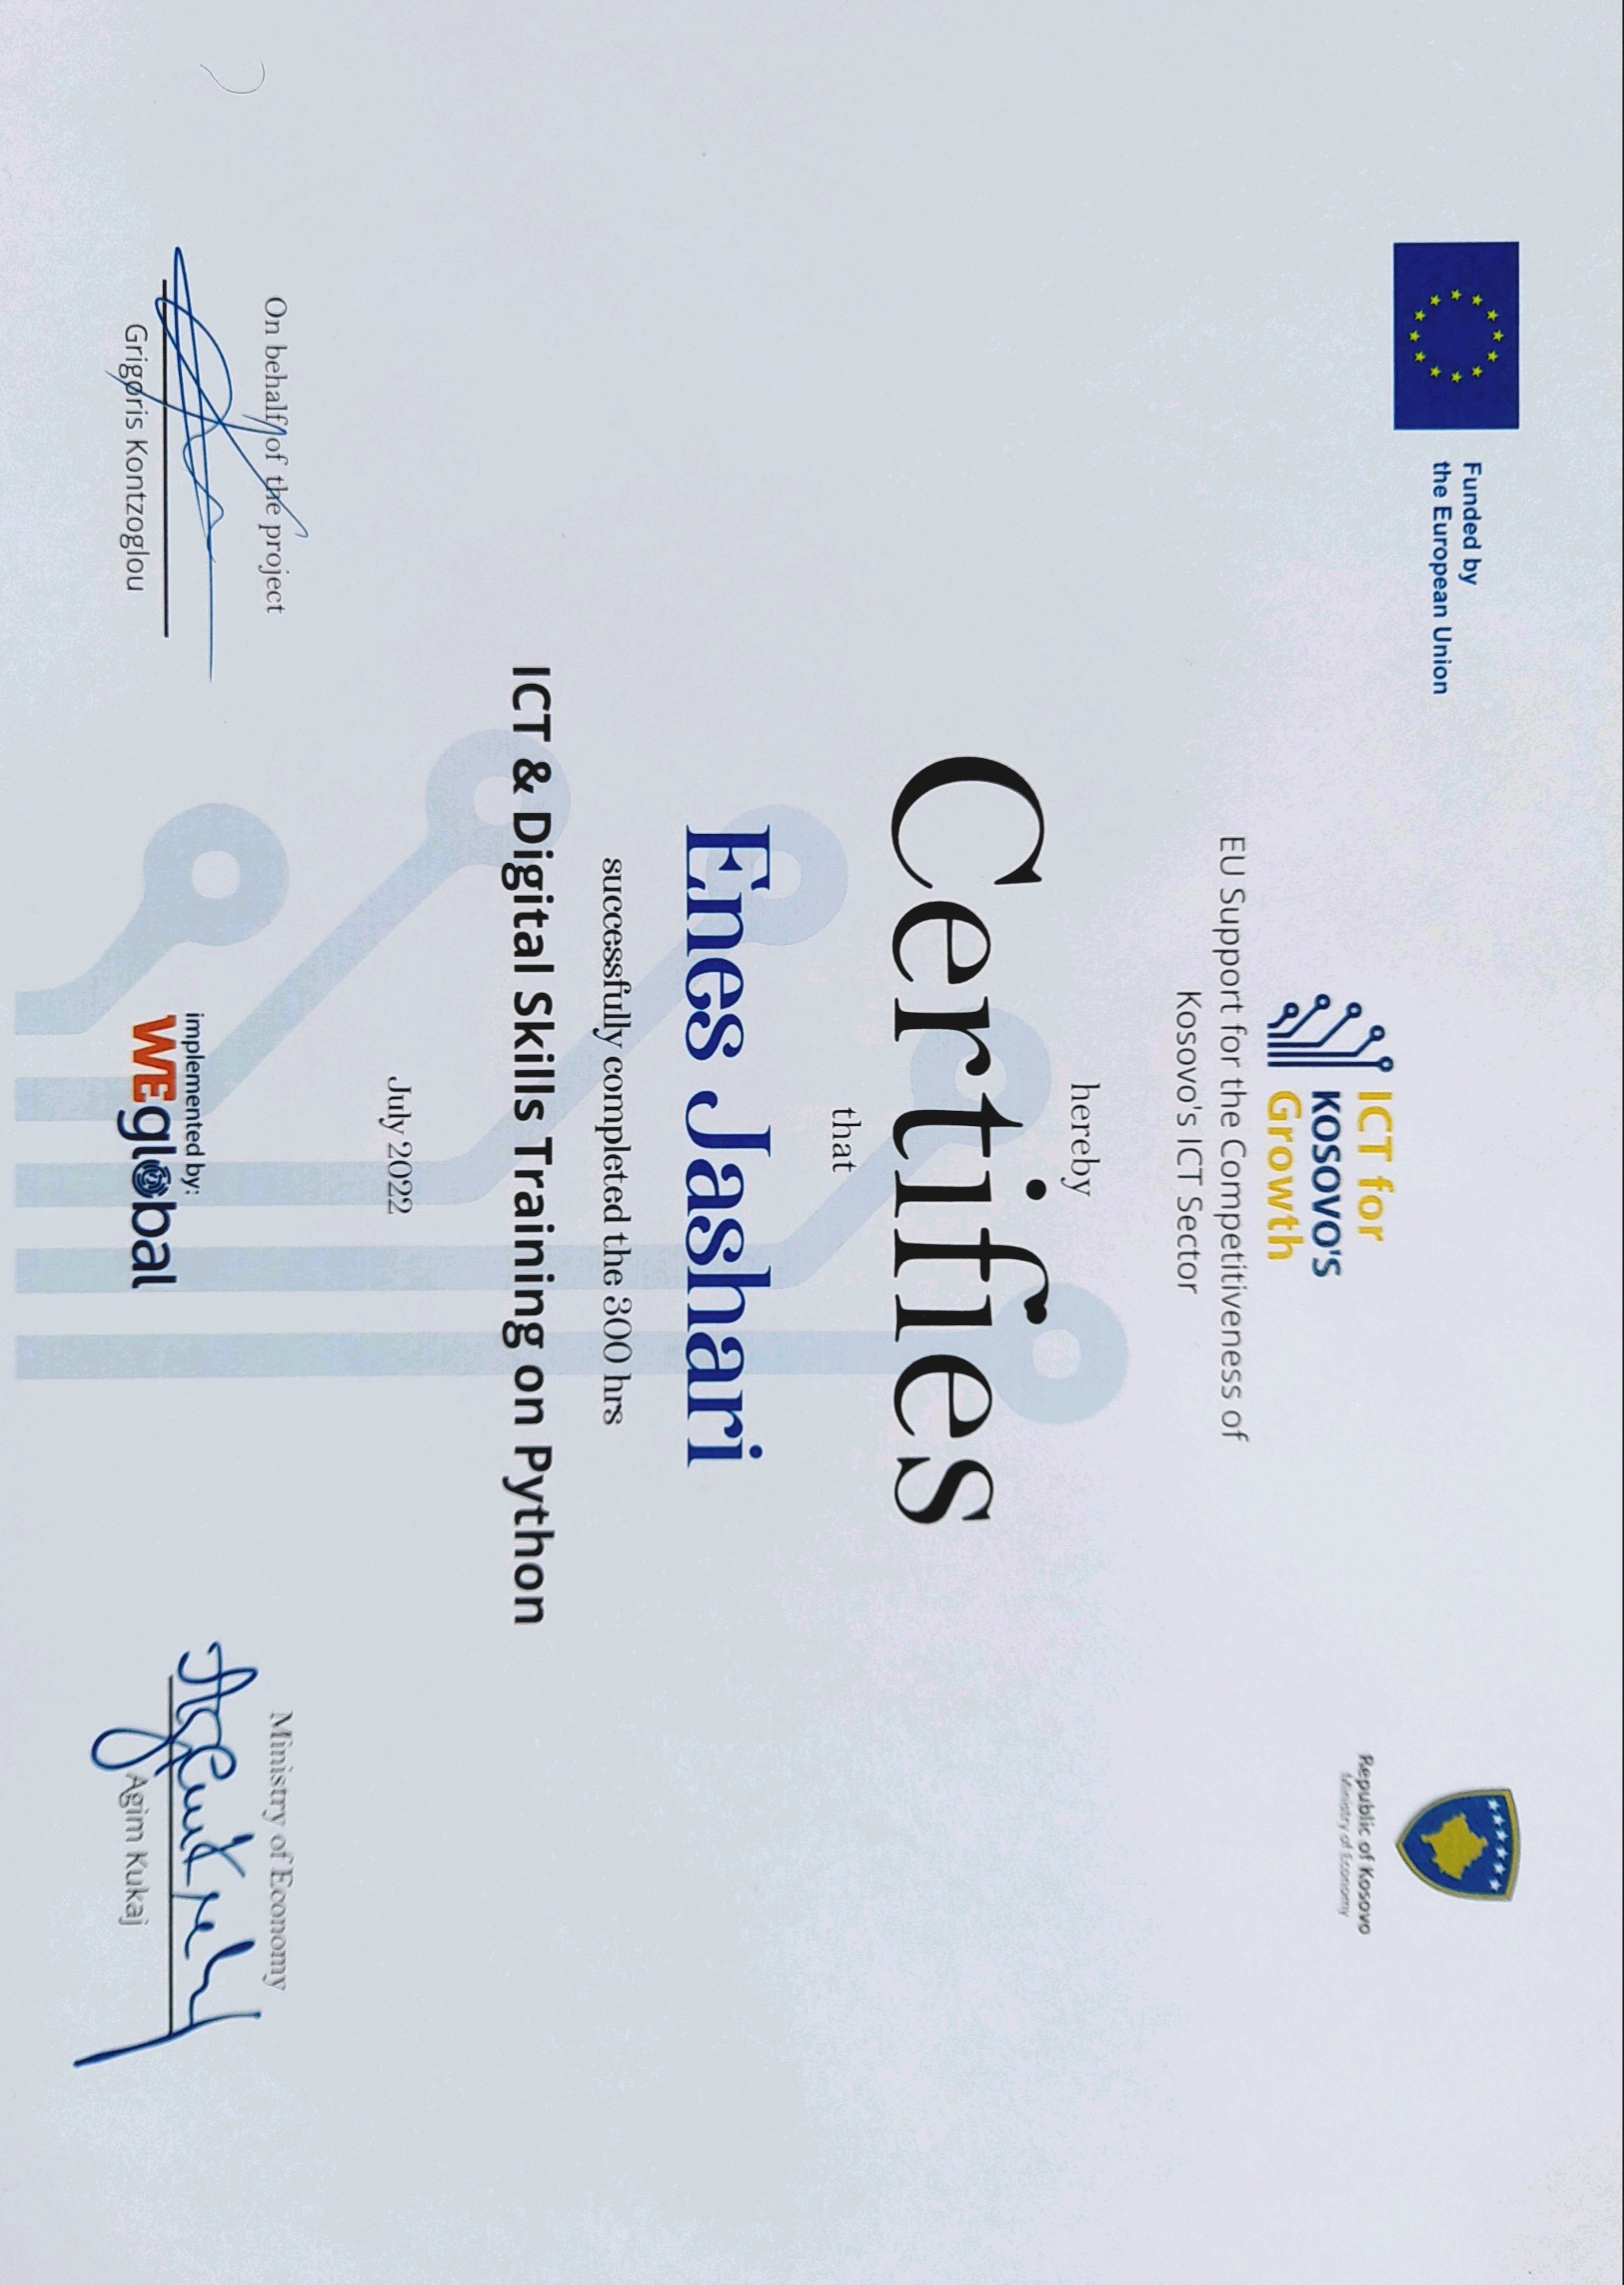 Funded by
the European Union
Republic of Kosovo
Ministry of Economy
ICT for
KOSOVO'S
Growth
EU Support for the Competitiveness of
Kosovo's ICT Sector
hereby
Certifies
that
Enes Jashari
successfully completed the 300 hrs
ICT & Digital Skills Training on Python
July 2022
On behalf of the project
Grigoris Kontzoglou
implemented by:
WEglobal
Ministry of Economy
Agim Kukaj
Agim Kukaj